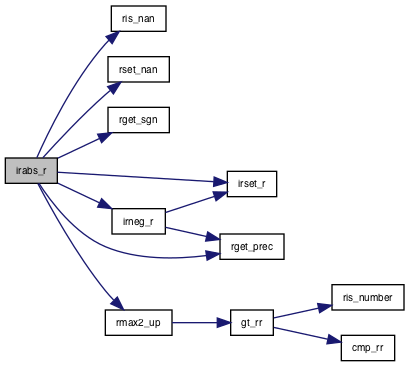 ris_nan
rset_nan
rget_sgn
irabs_r
irset_r
irneg_r
rget_prec
ris_number
rmax2_up
gt_rr
cmp_rr